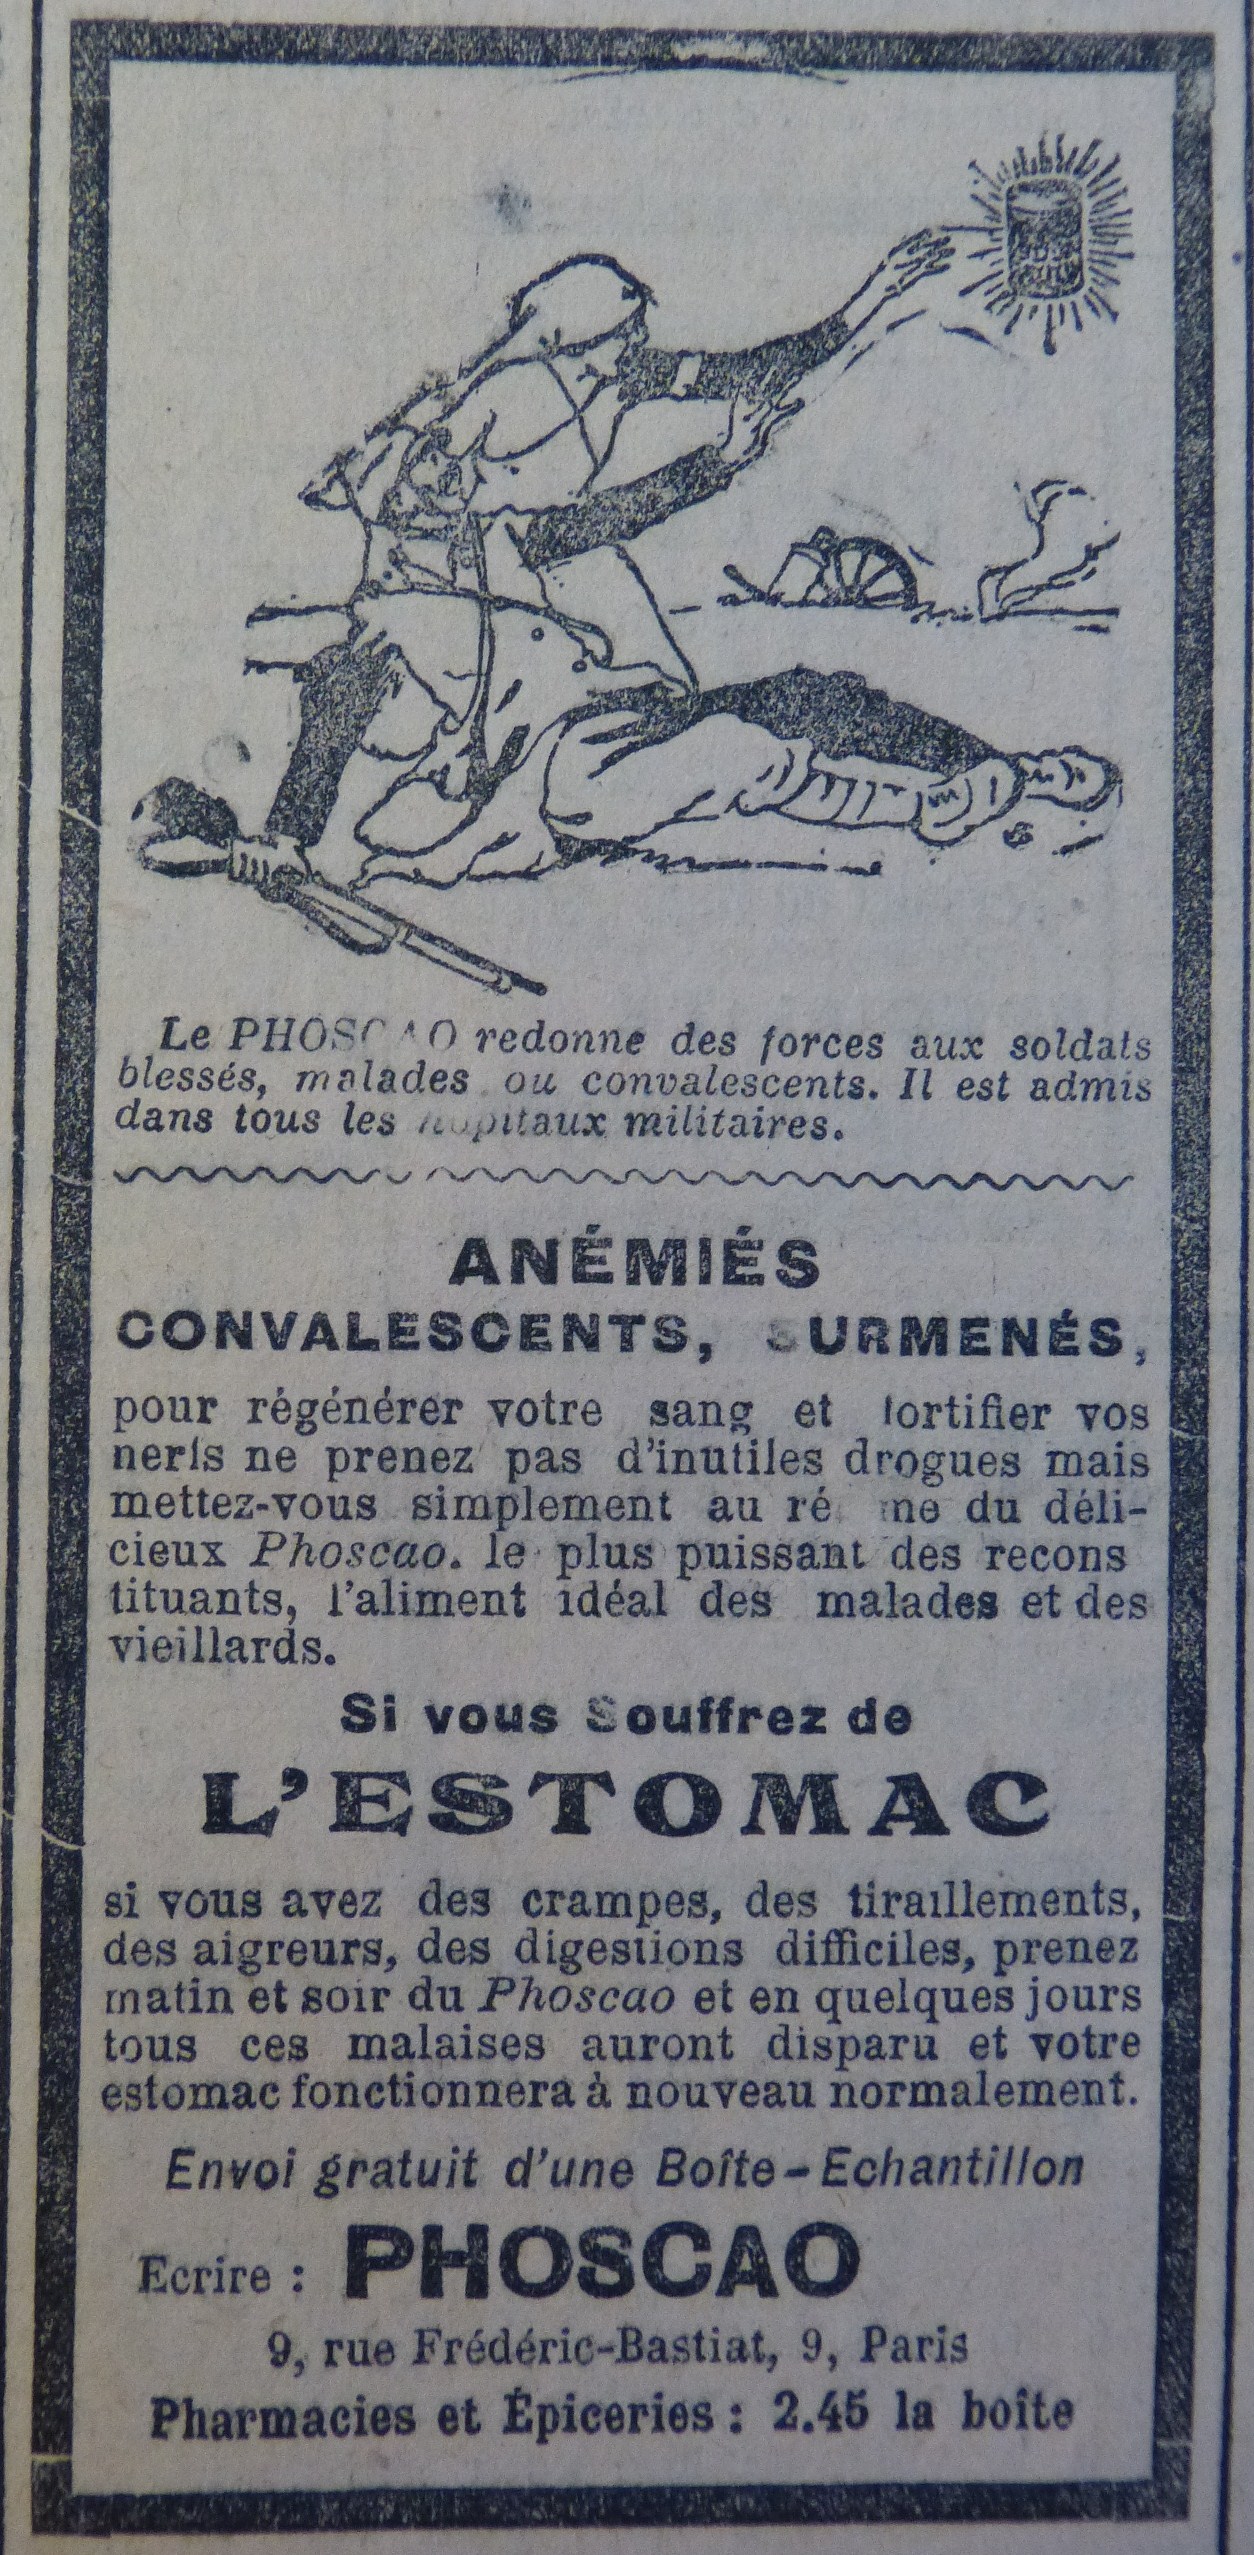 Le PHOSCAO redonne des forces aux soldats
blessés, malades ou convalescents. Il est admis
dans tous les hôpitaux militaires.
ANÉMIÉS
CONVALESCENTS, SURMENÉS,
pour régénérer votre sang et fortifier vos
nerfs ne prenez pas d'inutiles drogues mais
mettez-vous simplement au ré me du déli-
cieux Phoscao. le plus puissant des recons
tituants, l'aliment idéal des malades et des
vieillards.
Si vous Souffrez de
L'ESTOMAC
si vous avez des crampes, des tiraillements,
des aigreurs, des digestions difficiles, prenez
matin et soir du Phoscao et en quelques jours
tous ces malaises auront disparu et votre
estomac fonctionnera à nouveau normalement.
Envoi gratuit d'une Boîte-Echantillon
Ecrire : PHOSCAO
9, rue Frédéric-Bastiat, 9, Paris
Pharmacies et Épiceries : 2.45 la boîte